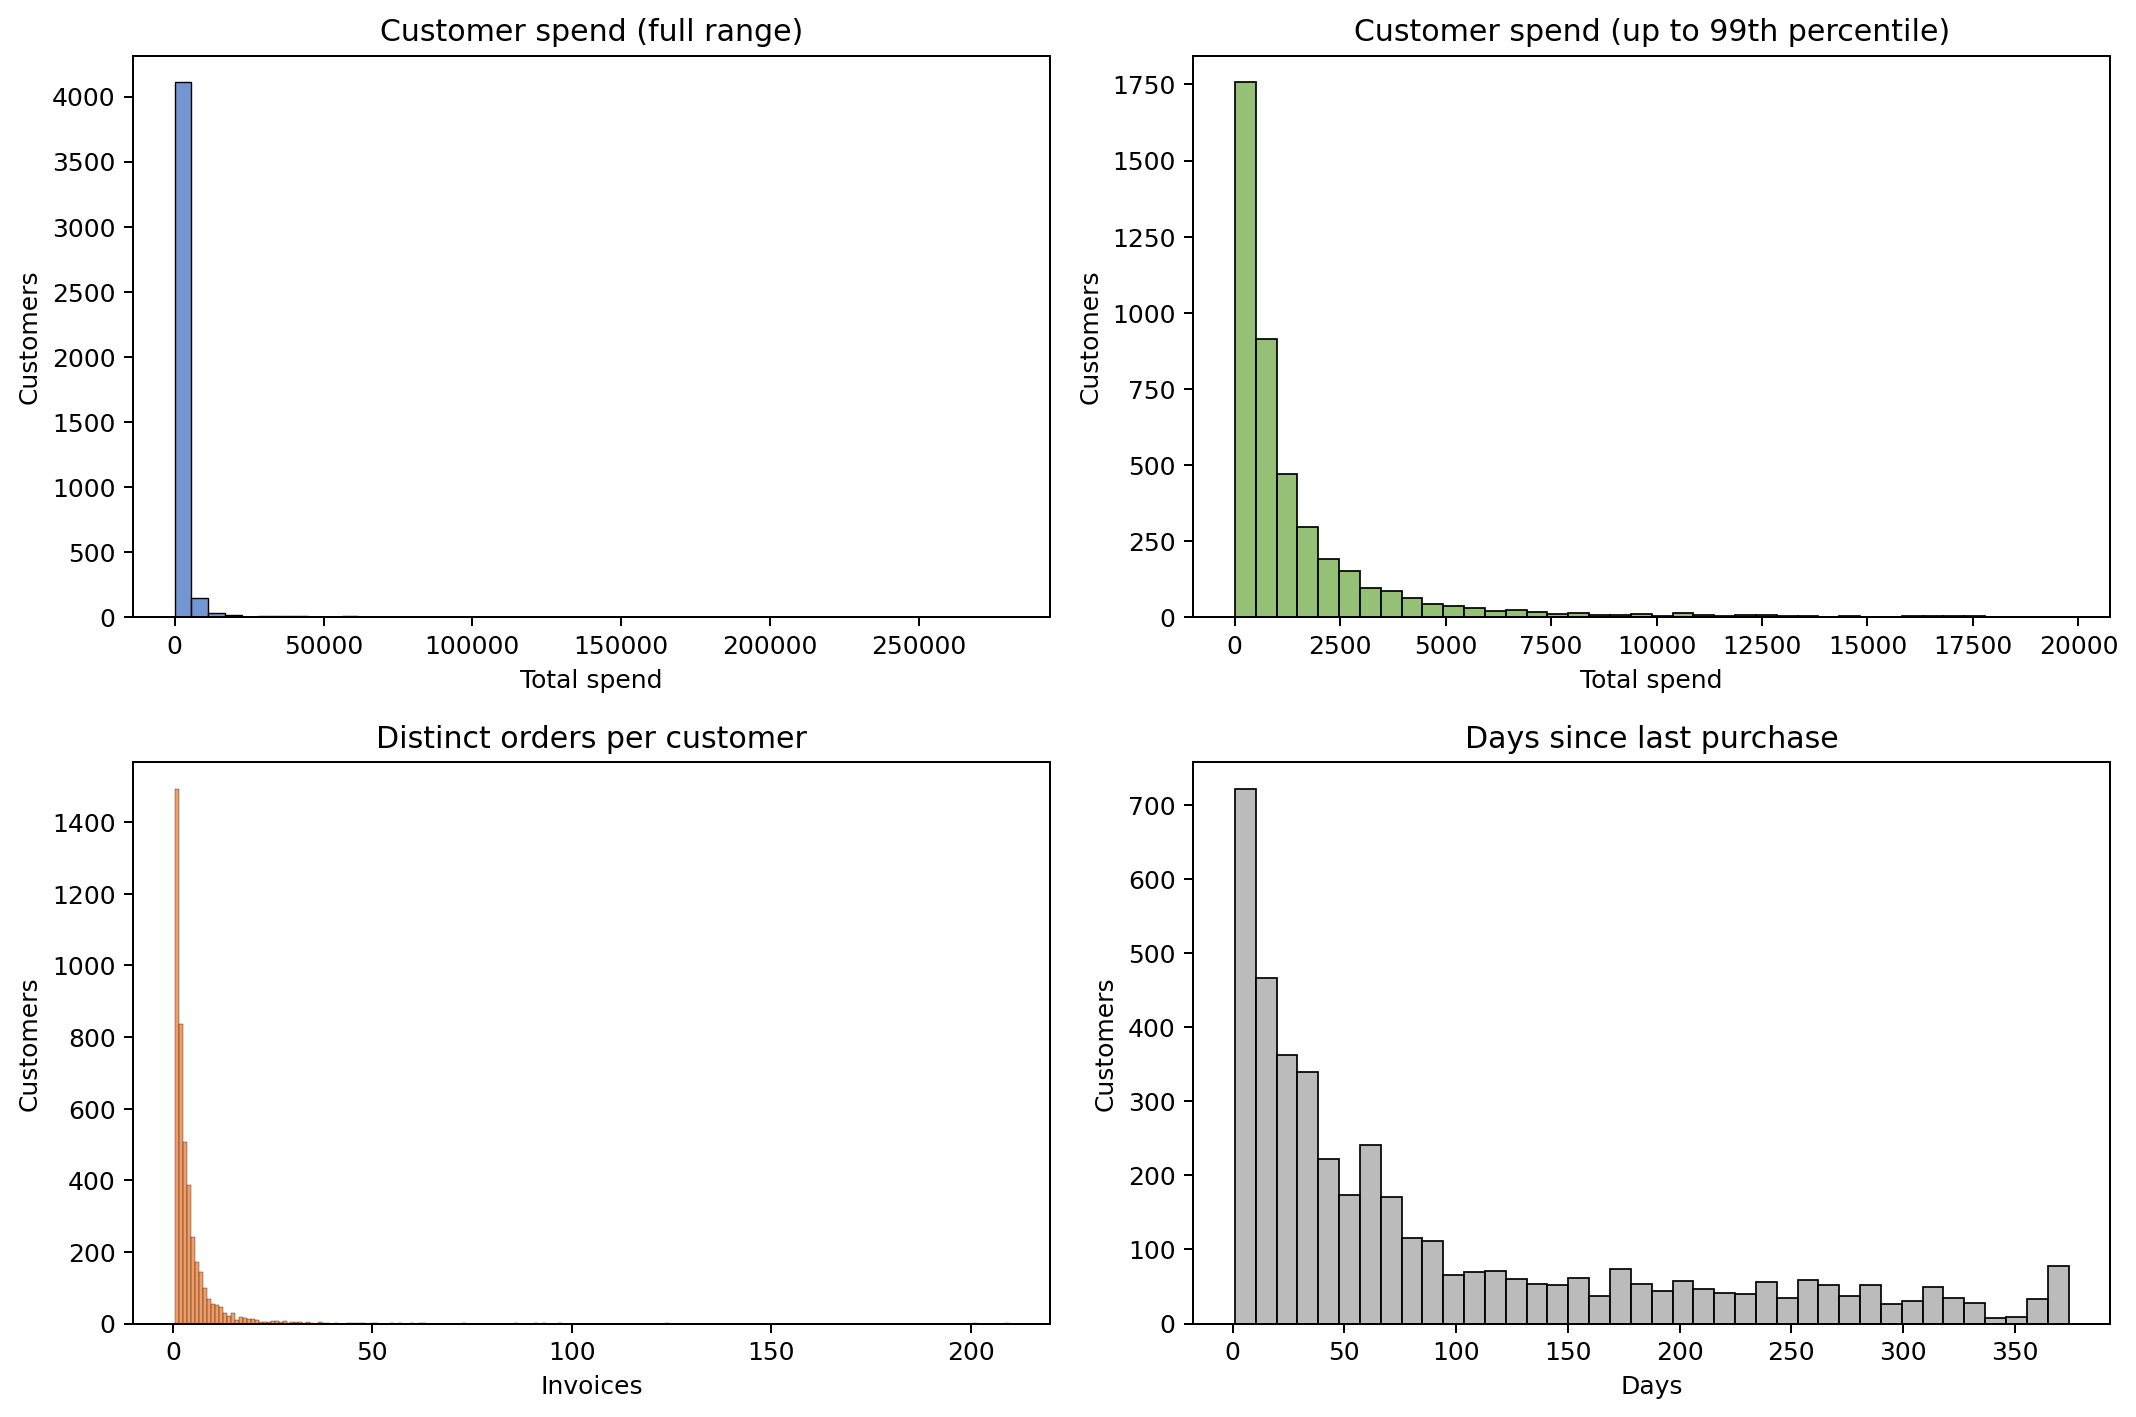 Customer spend (full range)
4000
3500
3000
2500
2000
1500
1000
500
0
Customers
0 50000 100000 150000 200000 250000
Total spend
Customer spend (up to 99th percentile)
1750
1500
1250
1000
750
500
250
0
Customers
0 2500 5000 7500 10000 12500 15000 17500 20000
Total spend
Distinct orders per customer
1400
1200
1000
800
600
400
200
0
Customers
0 50 100 150 200
Invoices
Days since last purchase
700
600
500
400
300
200
100
0
Customers
0 50 100 150 200 250 300 350
Days